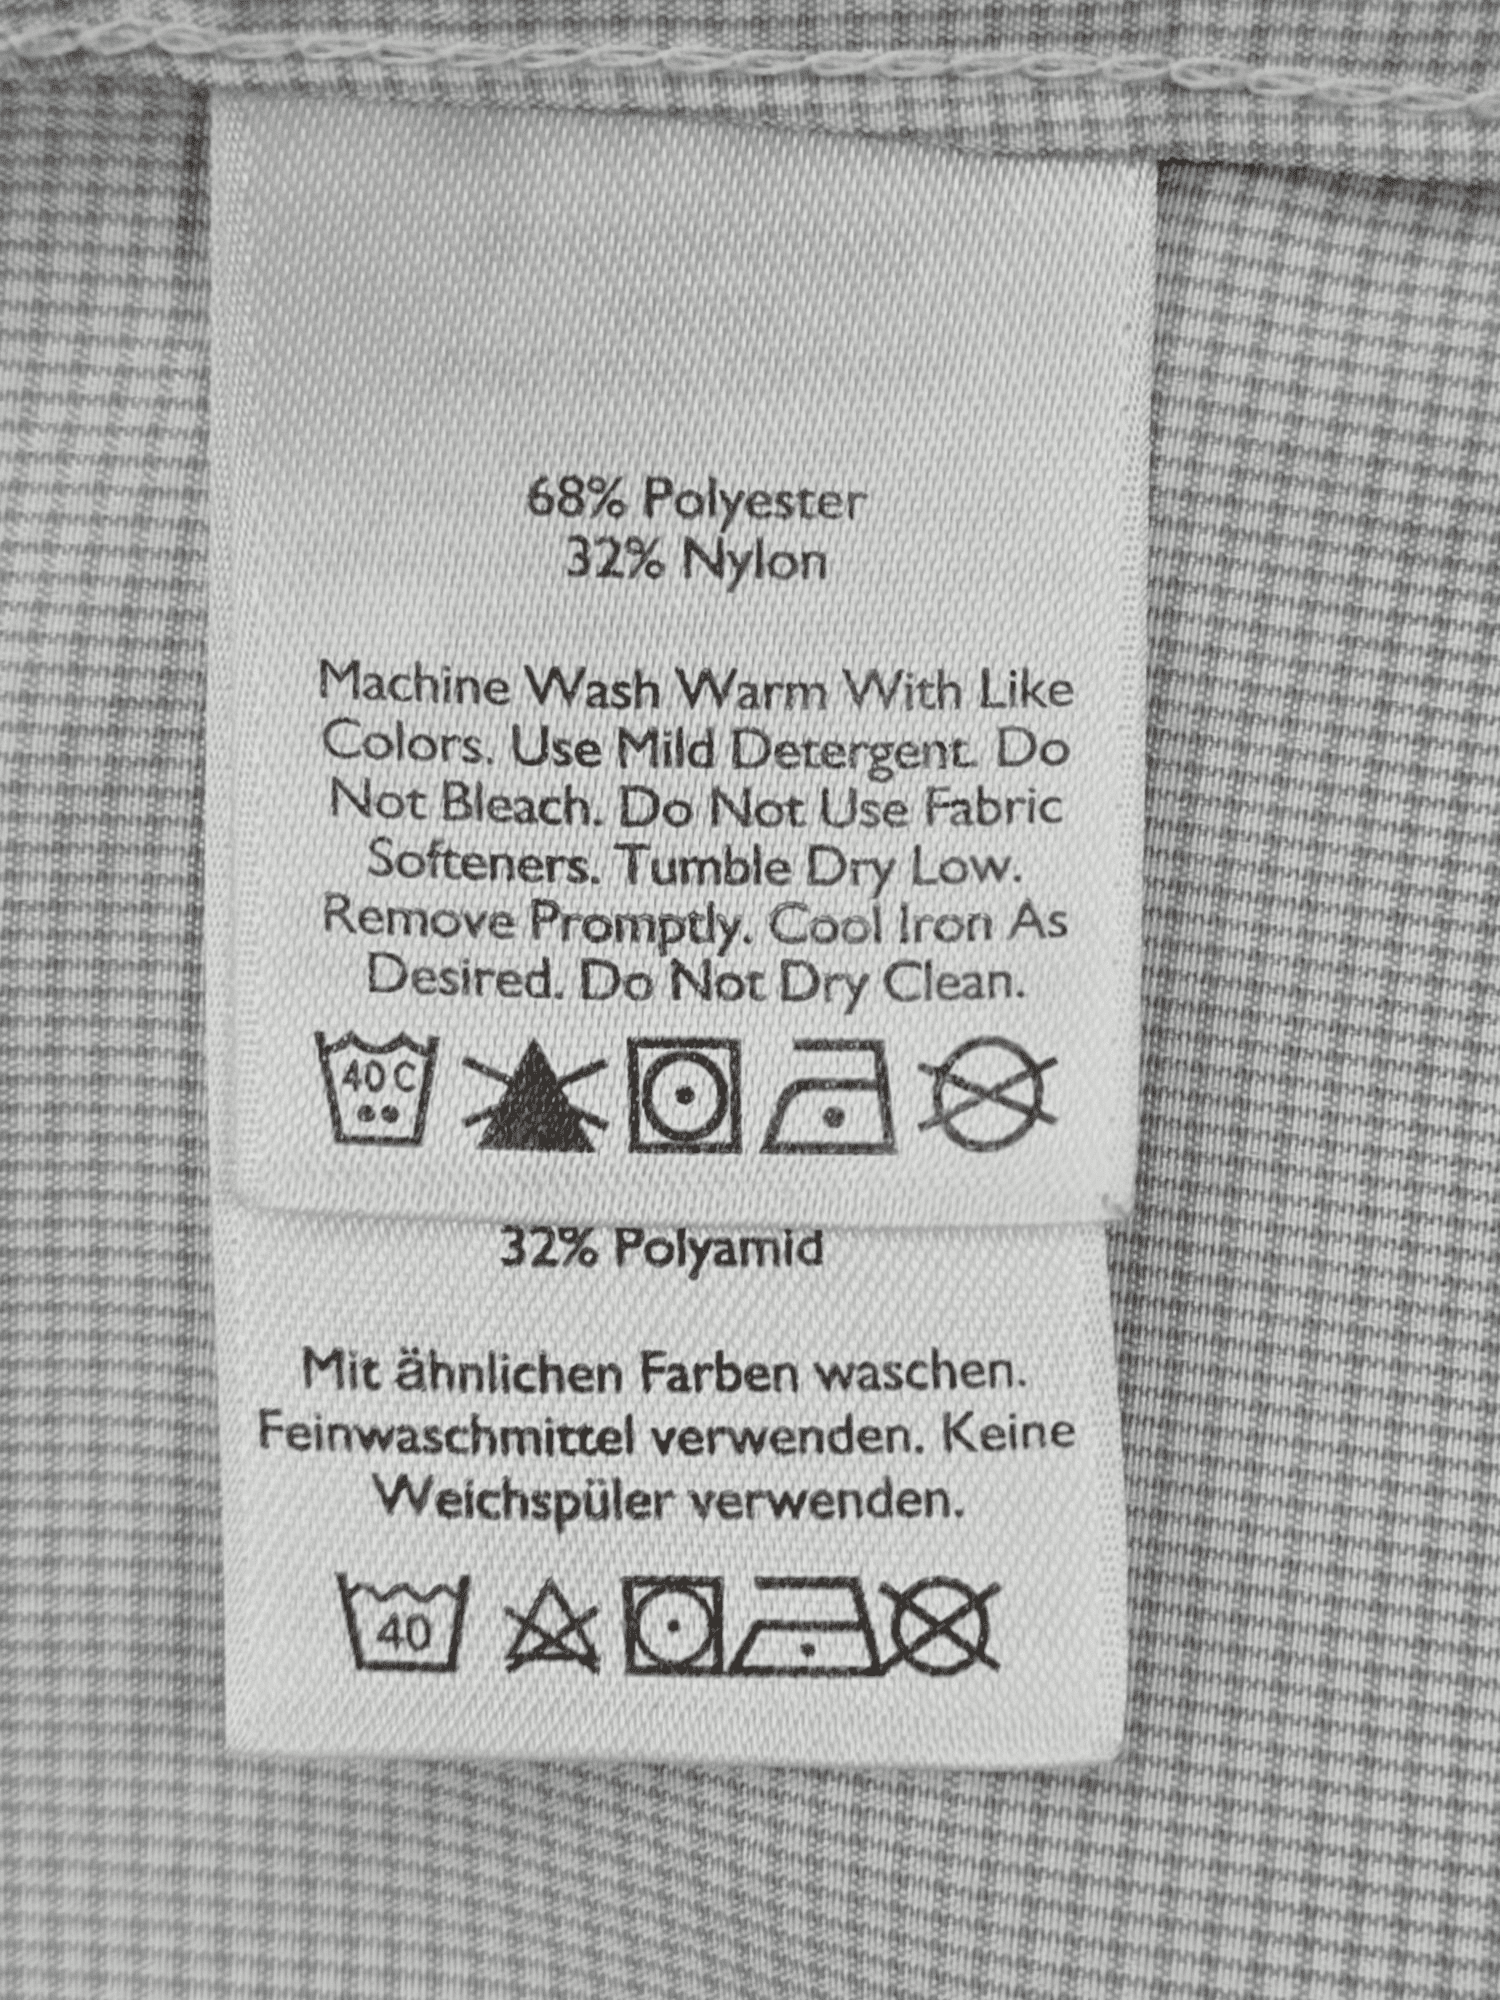 68% Polyester
32% Nylon
Machine Wash Warm With Like
Colors. Use Mild Detergent. Do
Not Bleach. Do Not Use Fabric
Softeners. Tumble Dry Low.
Remove Promptly. Cool Iron As
Desired. Do Not Dry Clean.
40 C
32% Polyamid
Mit ähnlichen Farben waschen.
Feinwaschmittel verwenden. Keine
Weichspüler verwenden.
40